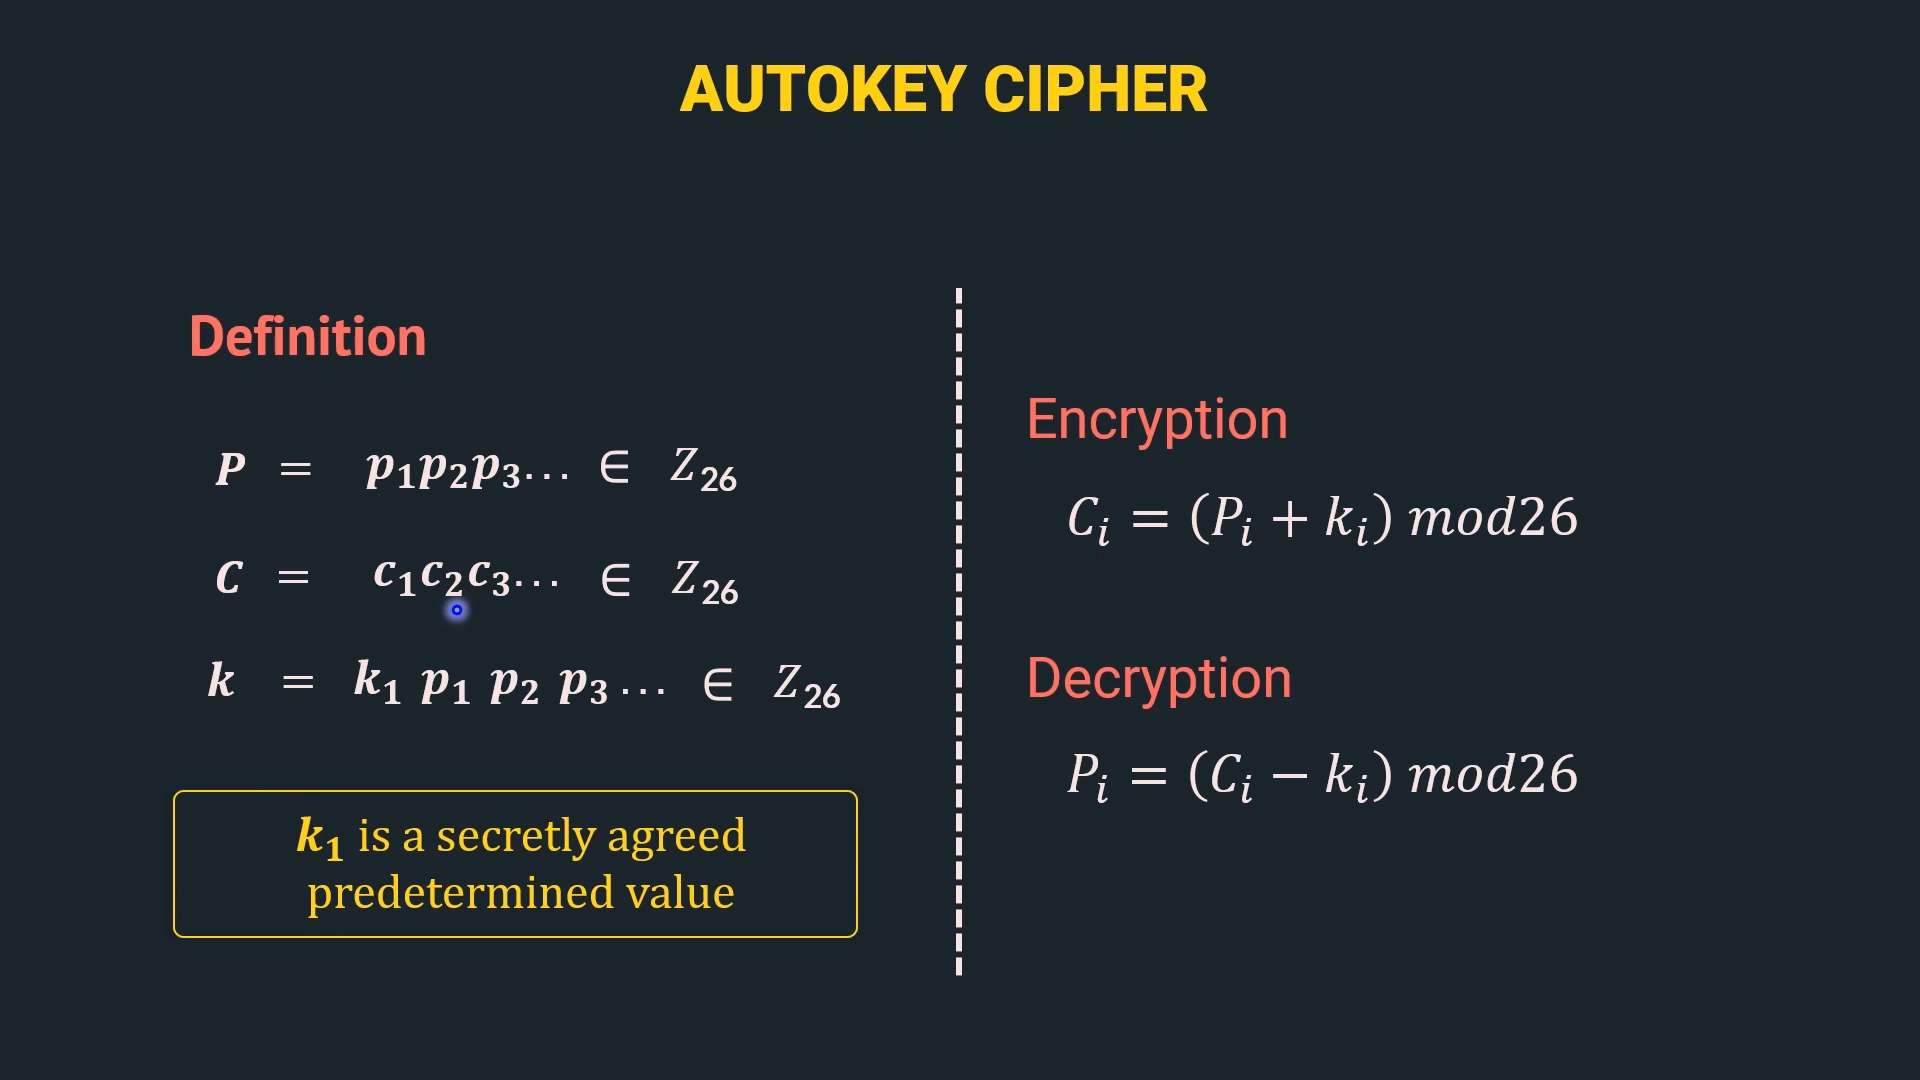 AUTOKEY CIPHER
Definition
P = p₁p₂p₃… ∈ Z₂₆
C = c₁c₂c₃… ∈ Z₂₆
k = k₁ p₁ p₂ p₃ … ∈ Z₂₆
k₁ is a secretly agreed
predetermined value
Encryption
Cᵢ = (Pᵢ + kᵢ) mod26
Decryption
Pᵢ = (Cᵢ − kᵢ) mod26